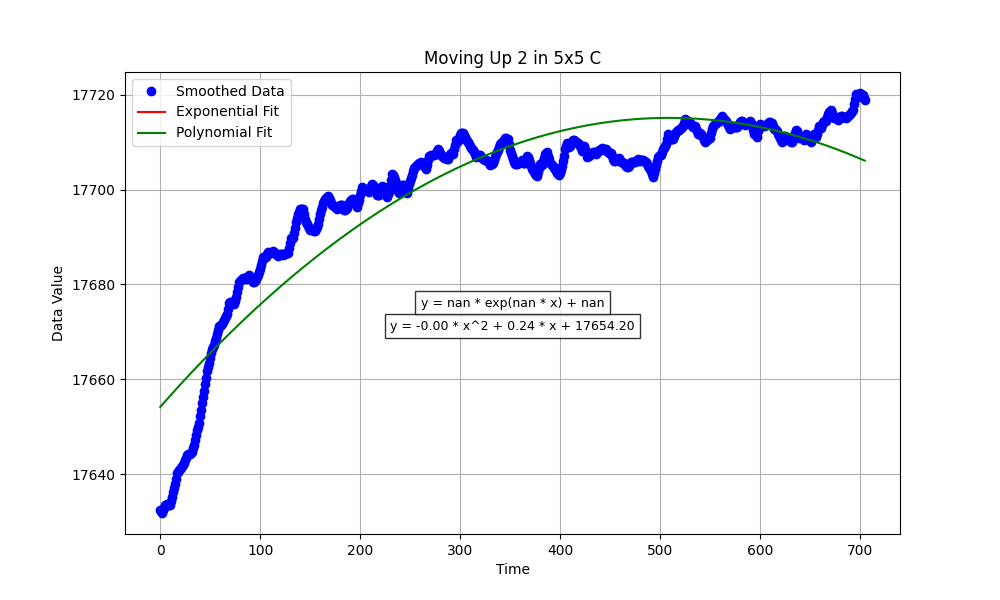 Moving Up 2 in 5x5 C
Smoothed Data
Exponential Fit
Polynomial Fit
17720
17700
17680
17660
17640
Data Value
y = nan * exp(nan * x) + nan
y = -0.00 * x^2 + 0.24 * x + 17654.20
0 100 200 300 400 500 600 700
Time